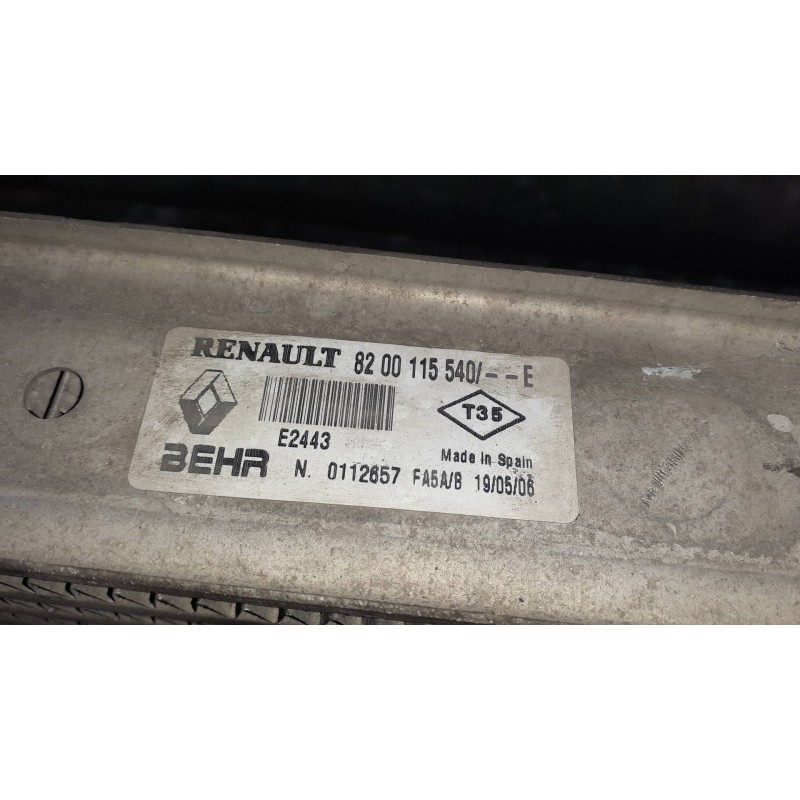 RENAULT 82 00 115 540/--E
T35
E2443
Made in Spain
BEHR N. 0112657 FA5A/B 19/05/06